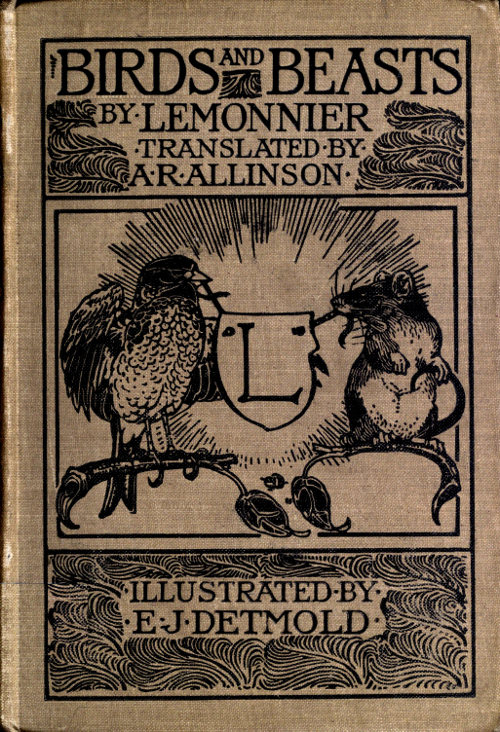 BIRDS AND BEASTS
BY·LEMONNIER
·TRANSLATED·BY·
A·R·ALLINSON·
L
·ILLUSTRATED·BY·
·E·J·DETMOLD·